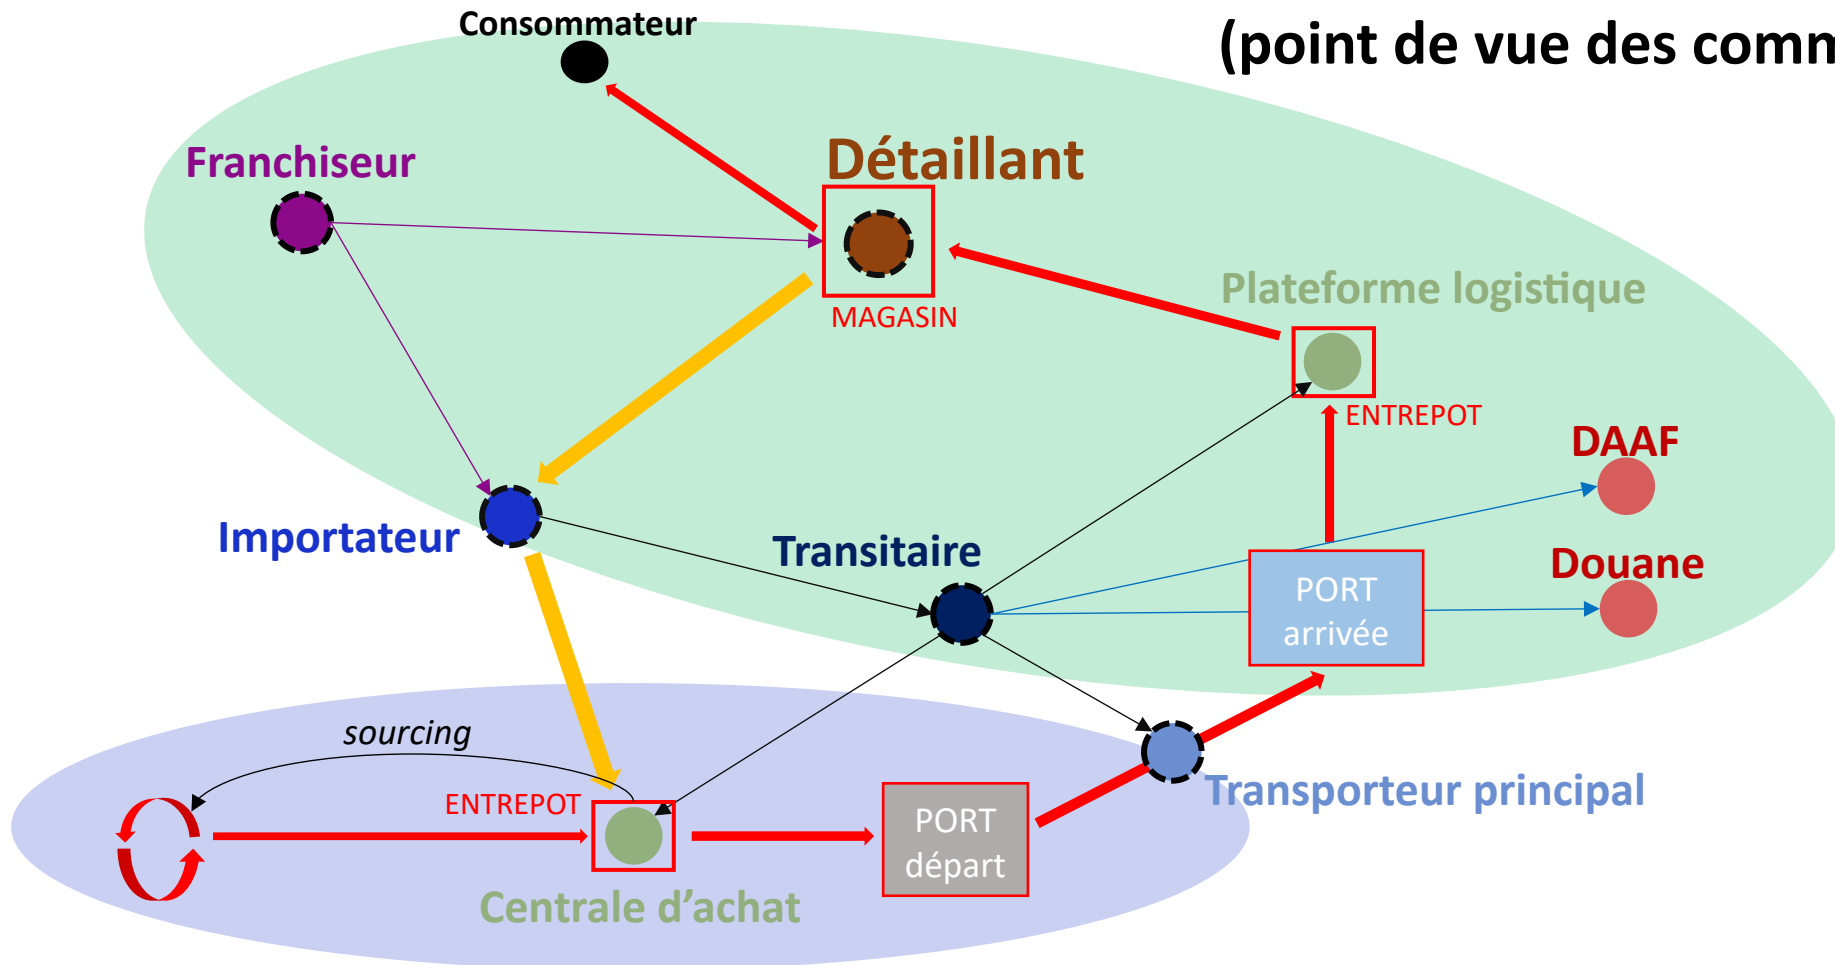 Consommateur
(point de vue des comm
Franchiseur
Détaillant
MAGASIN
Plateforme logistique
ENTREPOT
DAAF
Importateur
Transitaire
Douane
PORT
arrivée
sourcing
ENTREPOT
Transporteur principal
PORT
départ
Centrale d’achat